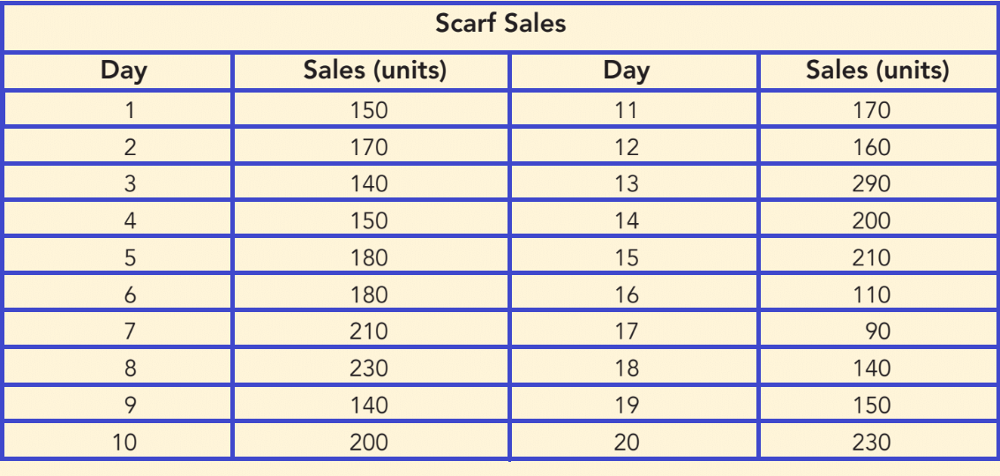 Scarf Sales
Day Sales (units) Day Sales (units)
1 150 11 170
2 170 12 160
3 140 13 290
4 150 14 200
5 180 15 210
6 180 16 110
7 210 17 90
8 230 18 140
9 140 19 150
10 200 20 230